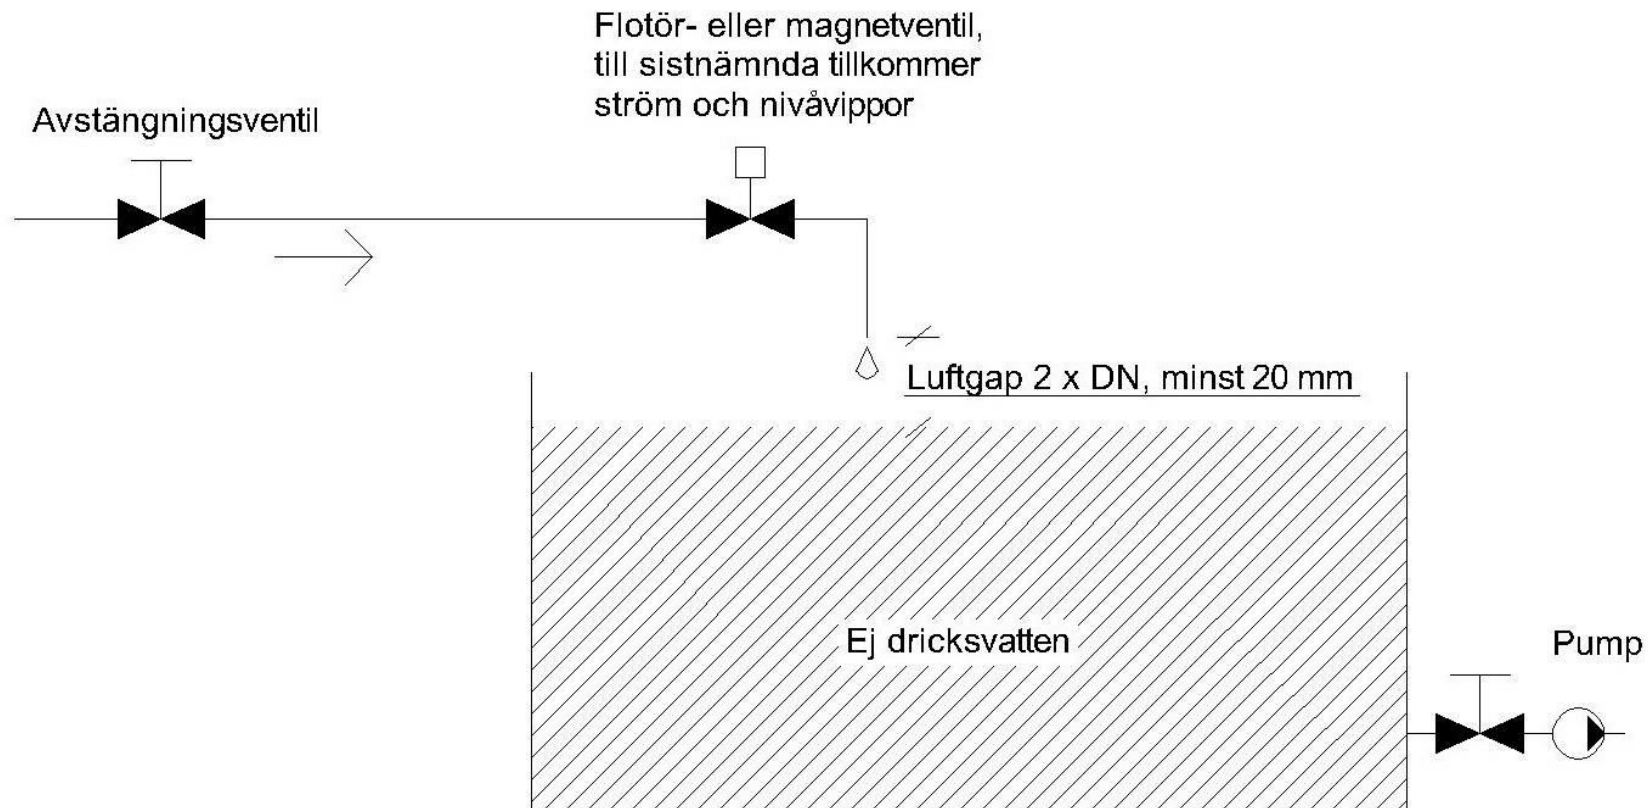 Flotör- eller magnetventil,
till sistnämnda tillkommer
ström och nivåvippor
Avstängningsventil
Luftgap 2 x DN, minst 20 mm
Ej dricksvatten
Pump